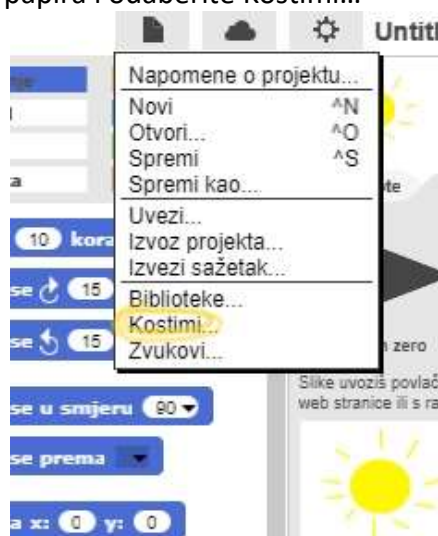 papiru i odaberite Kostimi...
Untitl
Napomene o projektu...
Novi ^N
Otvori... ^O
Spremi ^S
Spremi kao...
Uvezi...
Izvoz projekta...
Izvezi sažetak...
Biblioteke...
Kostimi...
Zvukovi...
10 kora
se 15
se 15
zero
Slike uvoziš povlač
web stranice ili s ra
se u smjeru 90
se prema
a x: 0 y: 0